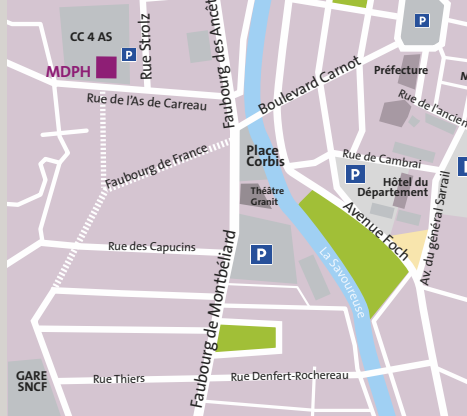 CC 4 AS
P
MDPH
Rue Strolz
Faubourg des Ancêt
P
Boulevard Carnot
Préfecture
M
Rue de l'As de Carreau
Rue de l'ancien
Faubourg de France
Place
Corbis
Rue de Cambrai
P
Théâtre
Granit
Hôtel du
Département
Avenue Foch
Av. du général Sarrail
Rue des Capucins
P
La Savoureuse
Faubourg de Montbéliard
GARE
SNCF
Rue Thiers
Rue Denfert-Rochereau